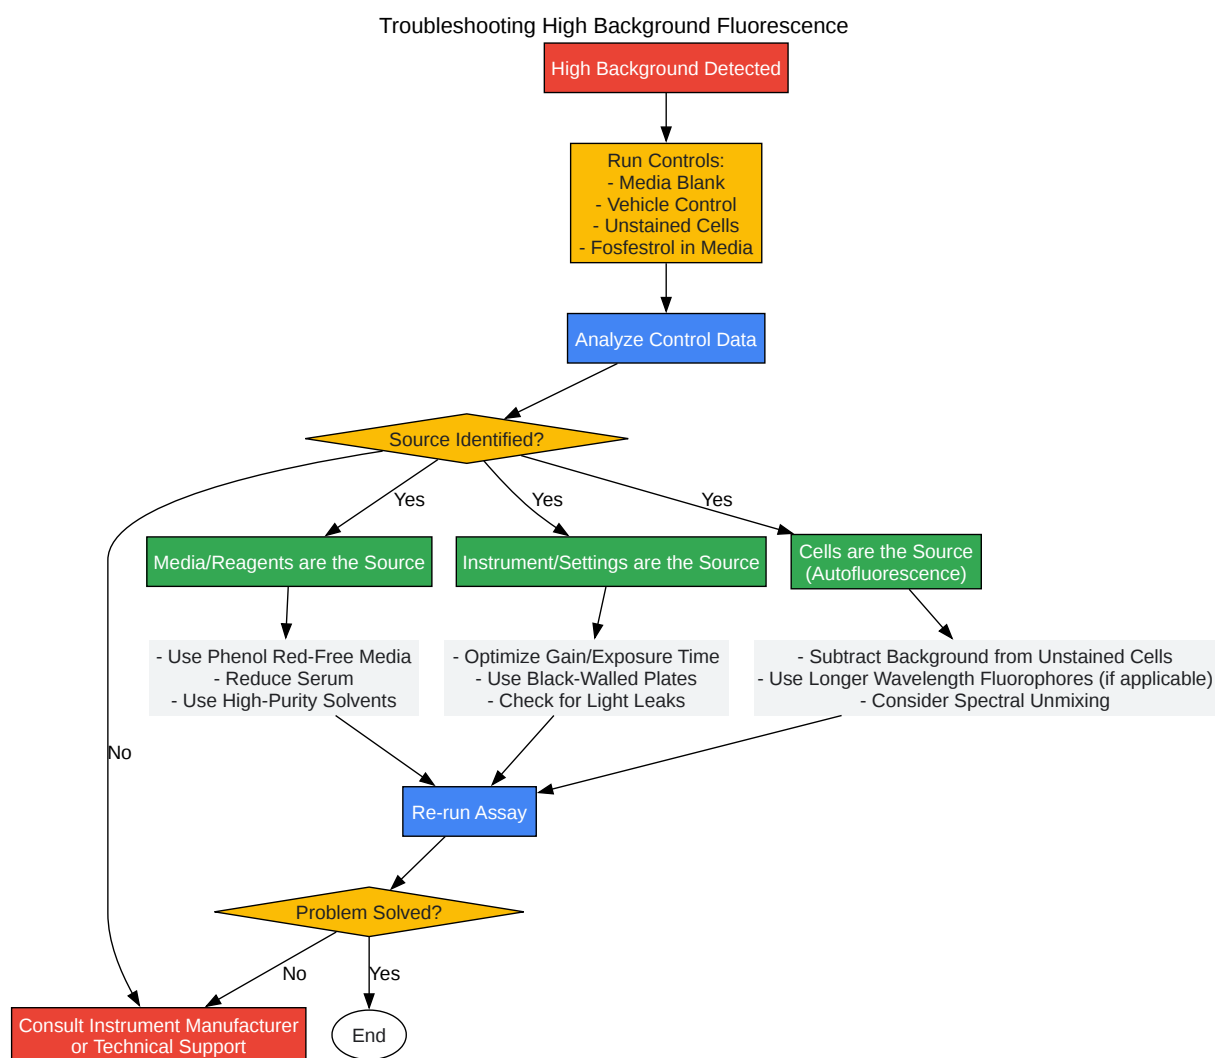 Troubleshooting High Background Fluorescence
High Background Detected
Run Controls:
- Media Blank
- Vehicle Control
- Unstained Cells
- Fosfestrol in Media
Analyze Control Data
Source Identified?
Yes
Yes
Yes
Media/Reagents are the Source
Instrument/Settings are the Source
Cells are the Source
(Autofluorescence)
- Use Phenol Red-Free Media
- Reduce Serum
- Use High-Purity Solvents
- Optimize Gain/Exposure Time
- Use Black-Walled Plates
- Check for Light Leaks
- Subtract Background from Unstained Cells
- Use Longer Wavelength Fluorophores (if applicable)
- Consider Spectral Unmixing
No
Re-run Assay
Problem Solved?
No
Yes
Consult Instrument Manufacturer
or Technical Support
End